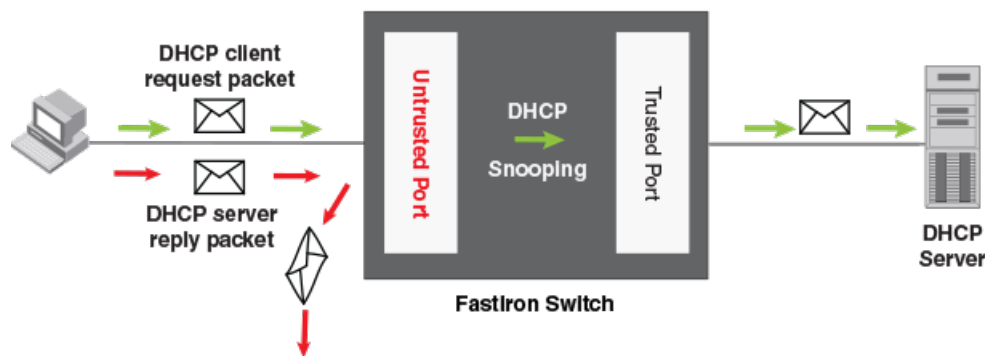 DHCP client
request packet
DHCP server
reply packet
Untrusted Port
DHCP
Snooping
Trusted Port
DHCP
Server
FastIron Switch